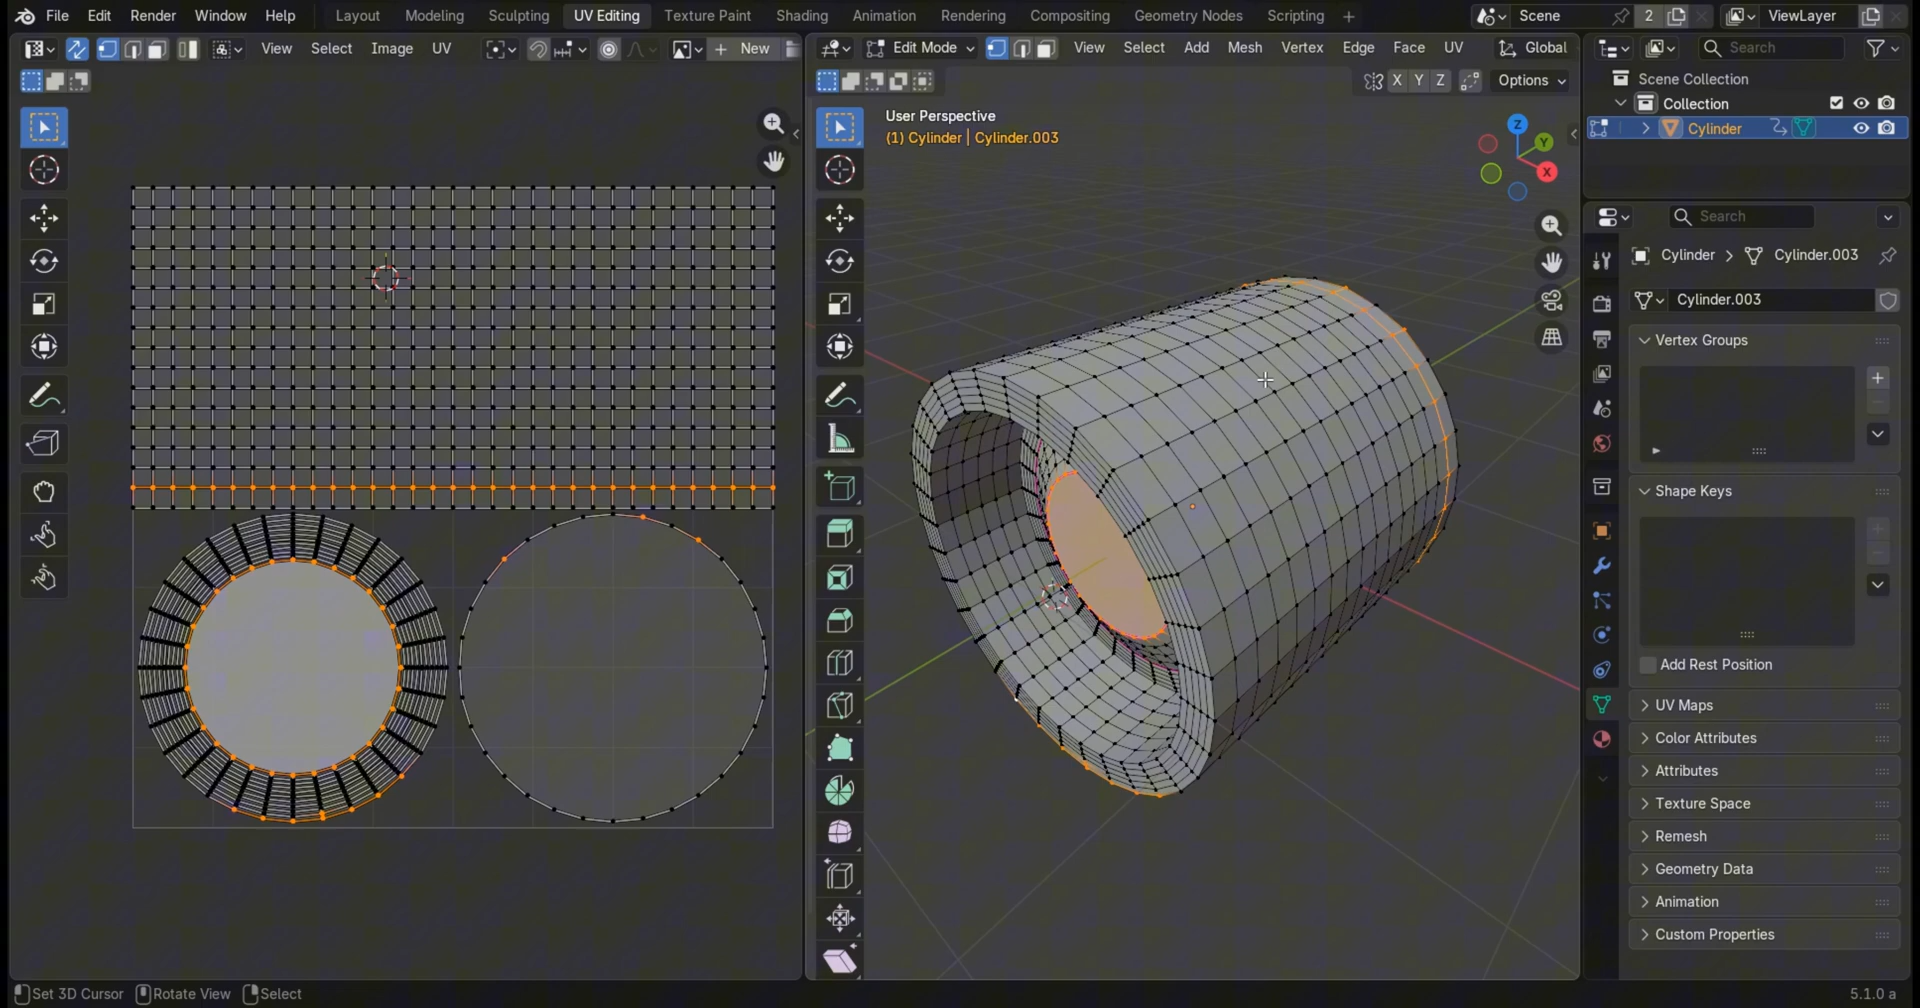 File Edit Render Window Help Layout Modeling Sculpting UV Editing Texture Paint Shading Animation Rendering Compositing Geometry Nodes Scripting + Scene 2 ViewLayer
View Select Image UV New
Edit Mode View Select Add Mesh Vertex Edge Face UV Global
X Y Z Options
User Perspective
(1) Cylinder | Cylinder.003
Z
Y
X
Search
Scene Collection
Collection
Cylinder
Search
Cylinder Cylinder.003
Cylinder.003
Vertex Groups
Shape Keys
Add Rest Position
UV Maps
Color Attributes
Attributes
Texture Space
Remesh
Geometry Data
Animation
Custom Properties
Set 3D Cursor Rotate View Select 5.1.0 a